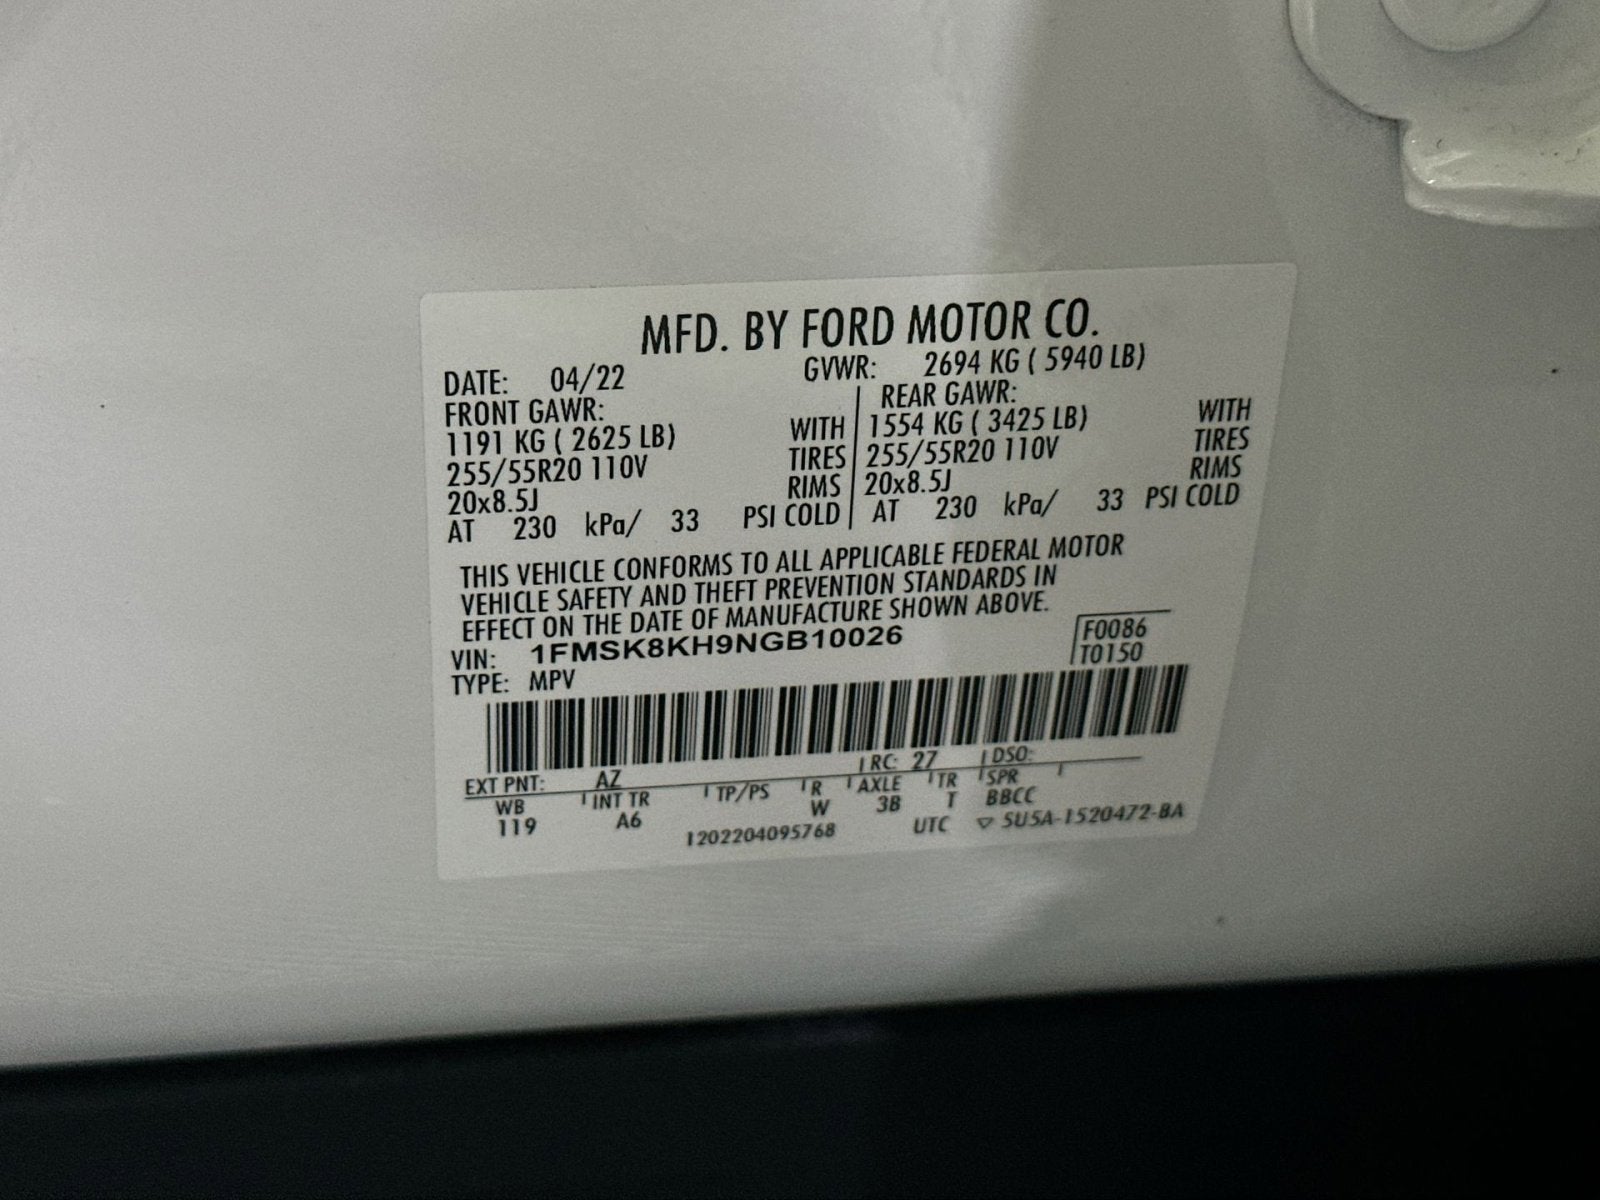 MFD. BY FORD MOTOR CO.
DATE: 04/22 GVWR: 2694 KG ( 5940 LB)
FRONT GAWR: REAR GAWR:
1191 KG ( 2625 LB) WITH 1554 KG ( 3425 LB) WITH
255/55R20 110V TIRES 255/55R20 110V TIRES
20x8.5J RIMS 20x8.5J RIMS
AT 230 kPa/ 33 PSI COLD AT 230 kPa/ 33 PSI COLD
THIS VEHICLE CONFORMS TO ALL APPLICABLE FEDERAL MOTOR
VEHICLE SAFETY AND THEFT PREVENTION STANDARDS IN
EFFECT ON THE DATE OF MANUFACTURE SHOWN ABOVE.
VIN: 1FMSK8KH9NGB10026 F0086
TYPE: MPV T0150
EXT PNT: AZ RC: 27 DSO:
WB INT TR TP/PS R AXLE TR SPR
119 A6 W 3B T BBCC
1202204095768 UTC ▽ 5U5A-1520472-BA